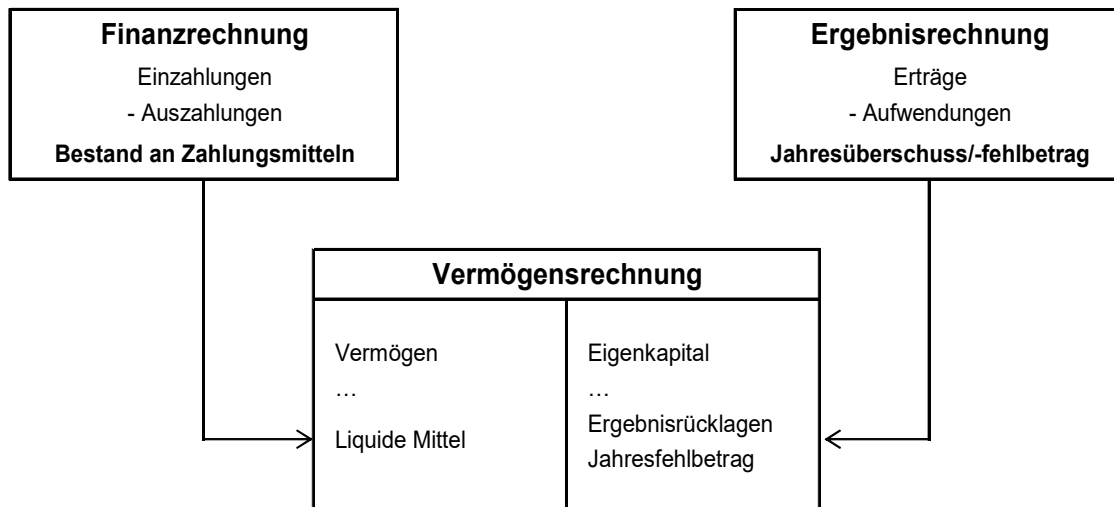 Finanzrechnung
Einzahlungen
- Auszahlungen
Bestand an Zahlungsmitteln
Ergebnisrechnung
Erträge
- Aufwendungen
Jahresüberschuss/-fehlbetrag
Vermögensrechnung
Vermögen
…
Liquide Mittel
Eigenkapital
…
Ergebnisrücklagen
Jahresfehlbetrag